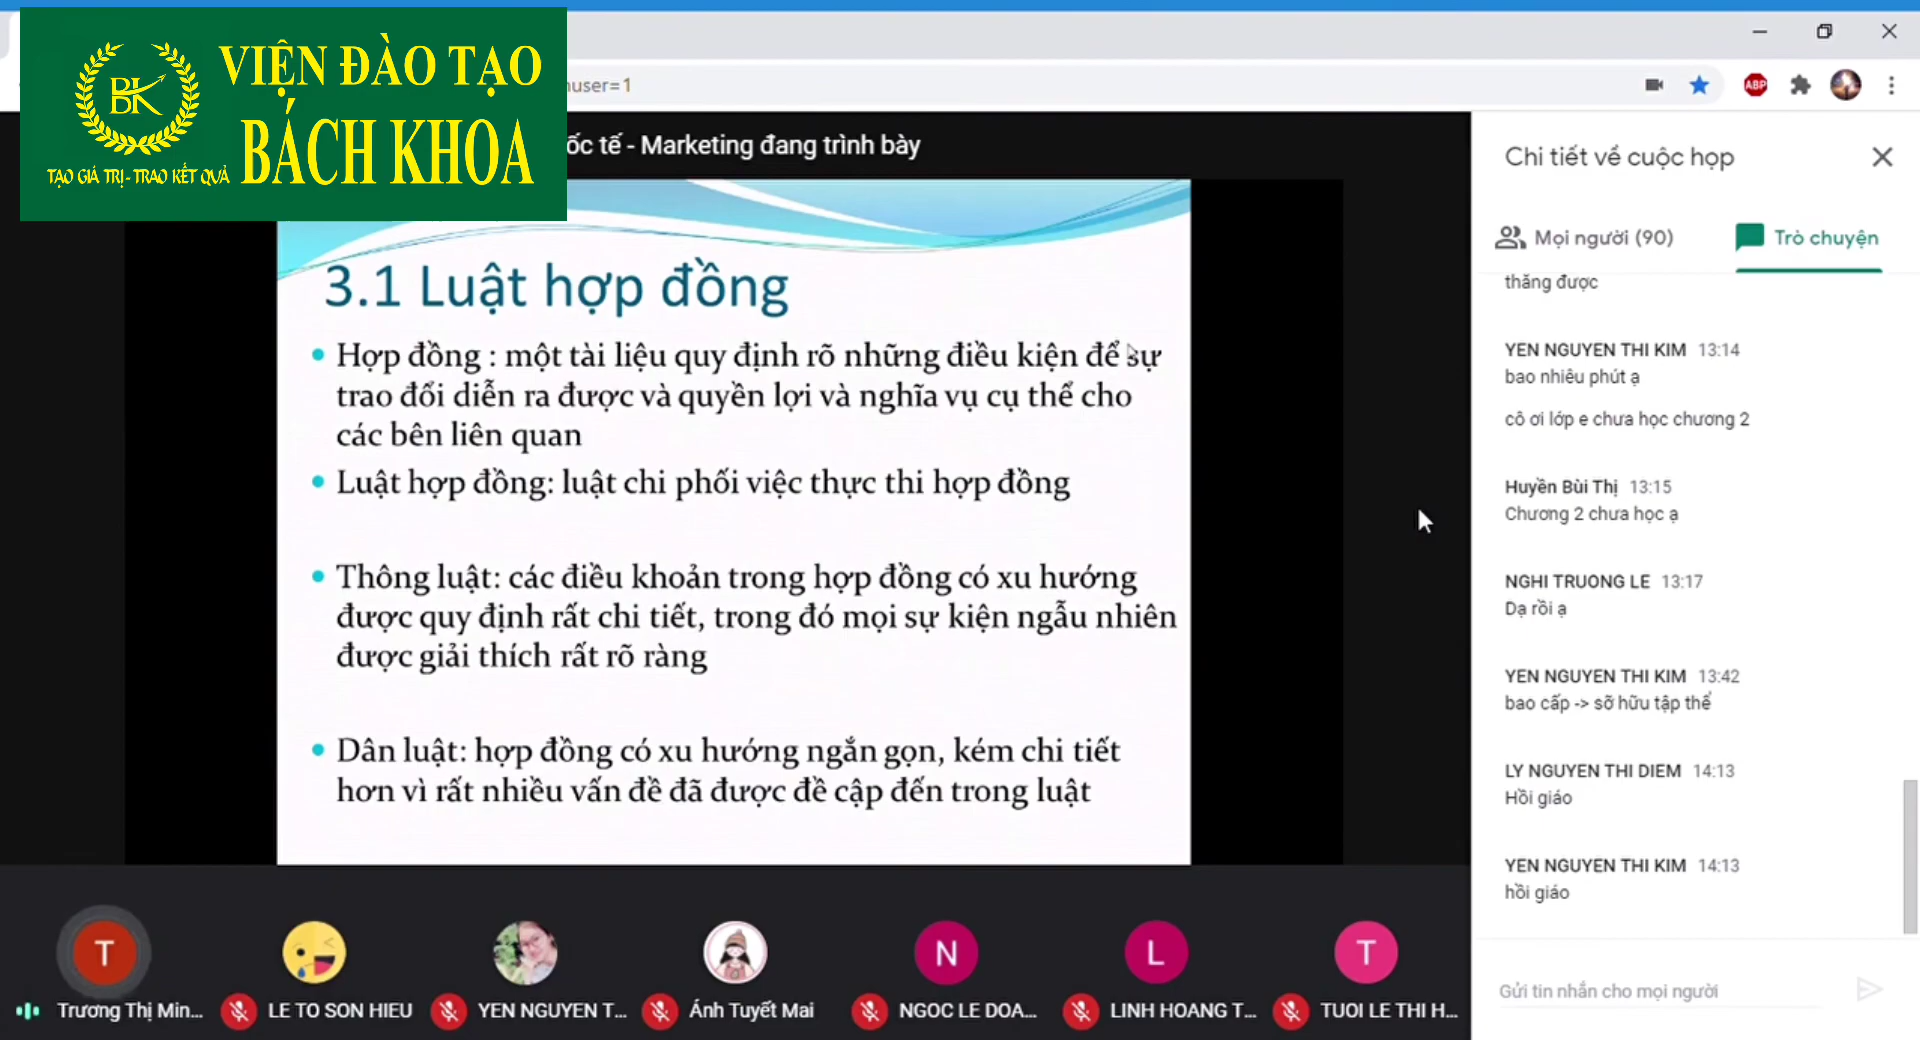 VIỆN ĐÀO TẠO
BÁCH KHOA
BK
TẠO GIÁ TRỊ - TRAO KẾT QUẢ
user=1
ABP
ốc tế - Marketing đang trình bày
3.1 Luật hợp đồng
• Hợp đồng : một tài liệu quy định rõ những điều kiện để sự
trao đổi diễn ra được và quyền lợi và nghĩa vụ cụ thể cho
các bên liên quan
• Luật hợp đồng: luật chi phối việc thực thi hợp đồng
• Thông luật: các điều khoản trong hợp đồng có xu hướng
được quy định rất chi tiết, trong đó mọi sự kiện ngẫu nhiên
được giải thích rất rõ ràng
• Dân luật: hợp đồng có xu hướng ngắn gọn, kém chi tiết
hơn vì rất nhiều vấn đề đã được đề cập đến trong luật
Chi tiết về cuộc họp
Mọi người (90)
Trò chuyện
thăng được
YEN NGUYEN THI KIM 13:14
bao nhiêu phút ạ
cô ơi lớp e chưa học chương 2
Huyền Bùi Thị 13:15
Chương 2 chưa học ạ
NGHI TRUONG LE 13:17
Dạ rồi ạ
YEN NGUYEN THI KIM 13:42
bao cấp -> sỡ hữu tập thể
LY NGUYEN THI DIEM 14:13
Hồi giáo
YEN NGUYEN THI KIM 14:13
hồi giáo
Gửi tin nhắn cho mọi người
T
N
L
T
Trương Thị Min...
LE TO SON HIEU
YEN NGUYEN T...
Ánh Tuyết Mai
NGOC LE DOA...
LINH HOANG T...
TUOI LE THI H...